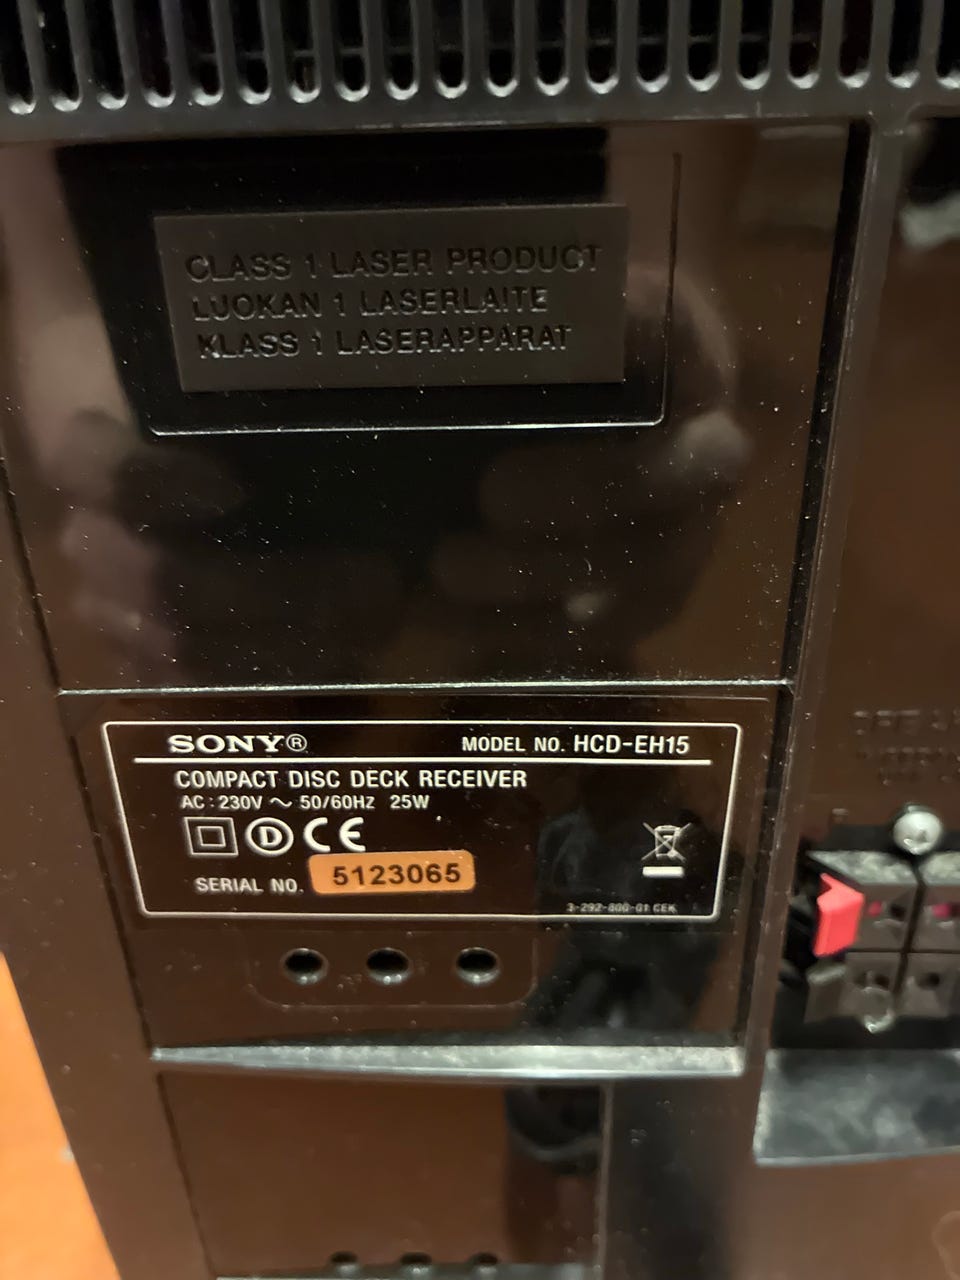 CLASS 1 LASER PRODUCT
LUOKAN 1 LASERLAITE
KLASS 1 LASERAPPARAT
SONY® MODEL NO. HCD-EH15
COMPACT DISC DECK RECEIVER
AC : 230V ～ 50/60HZ 25W
D CE
SERIAL NO. 5123065
3-292-800-01 CEK